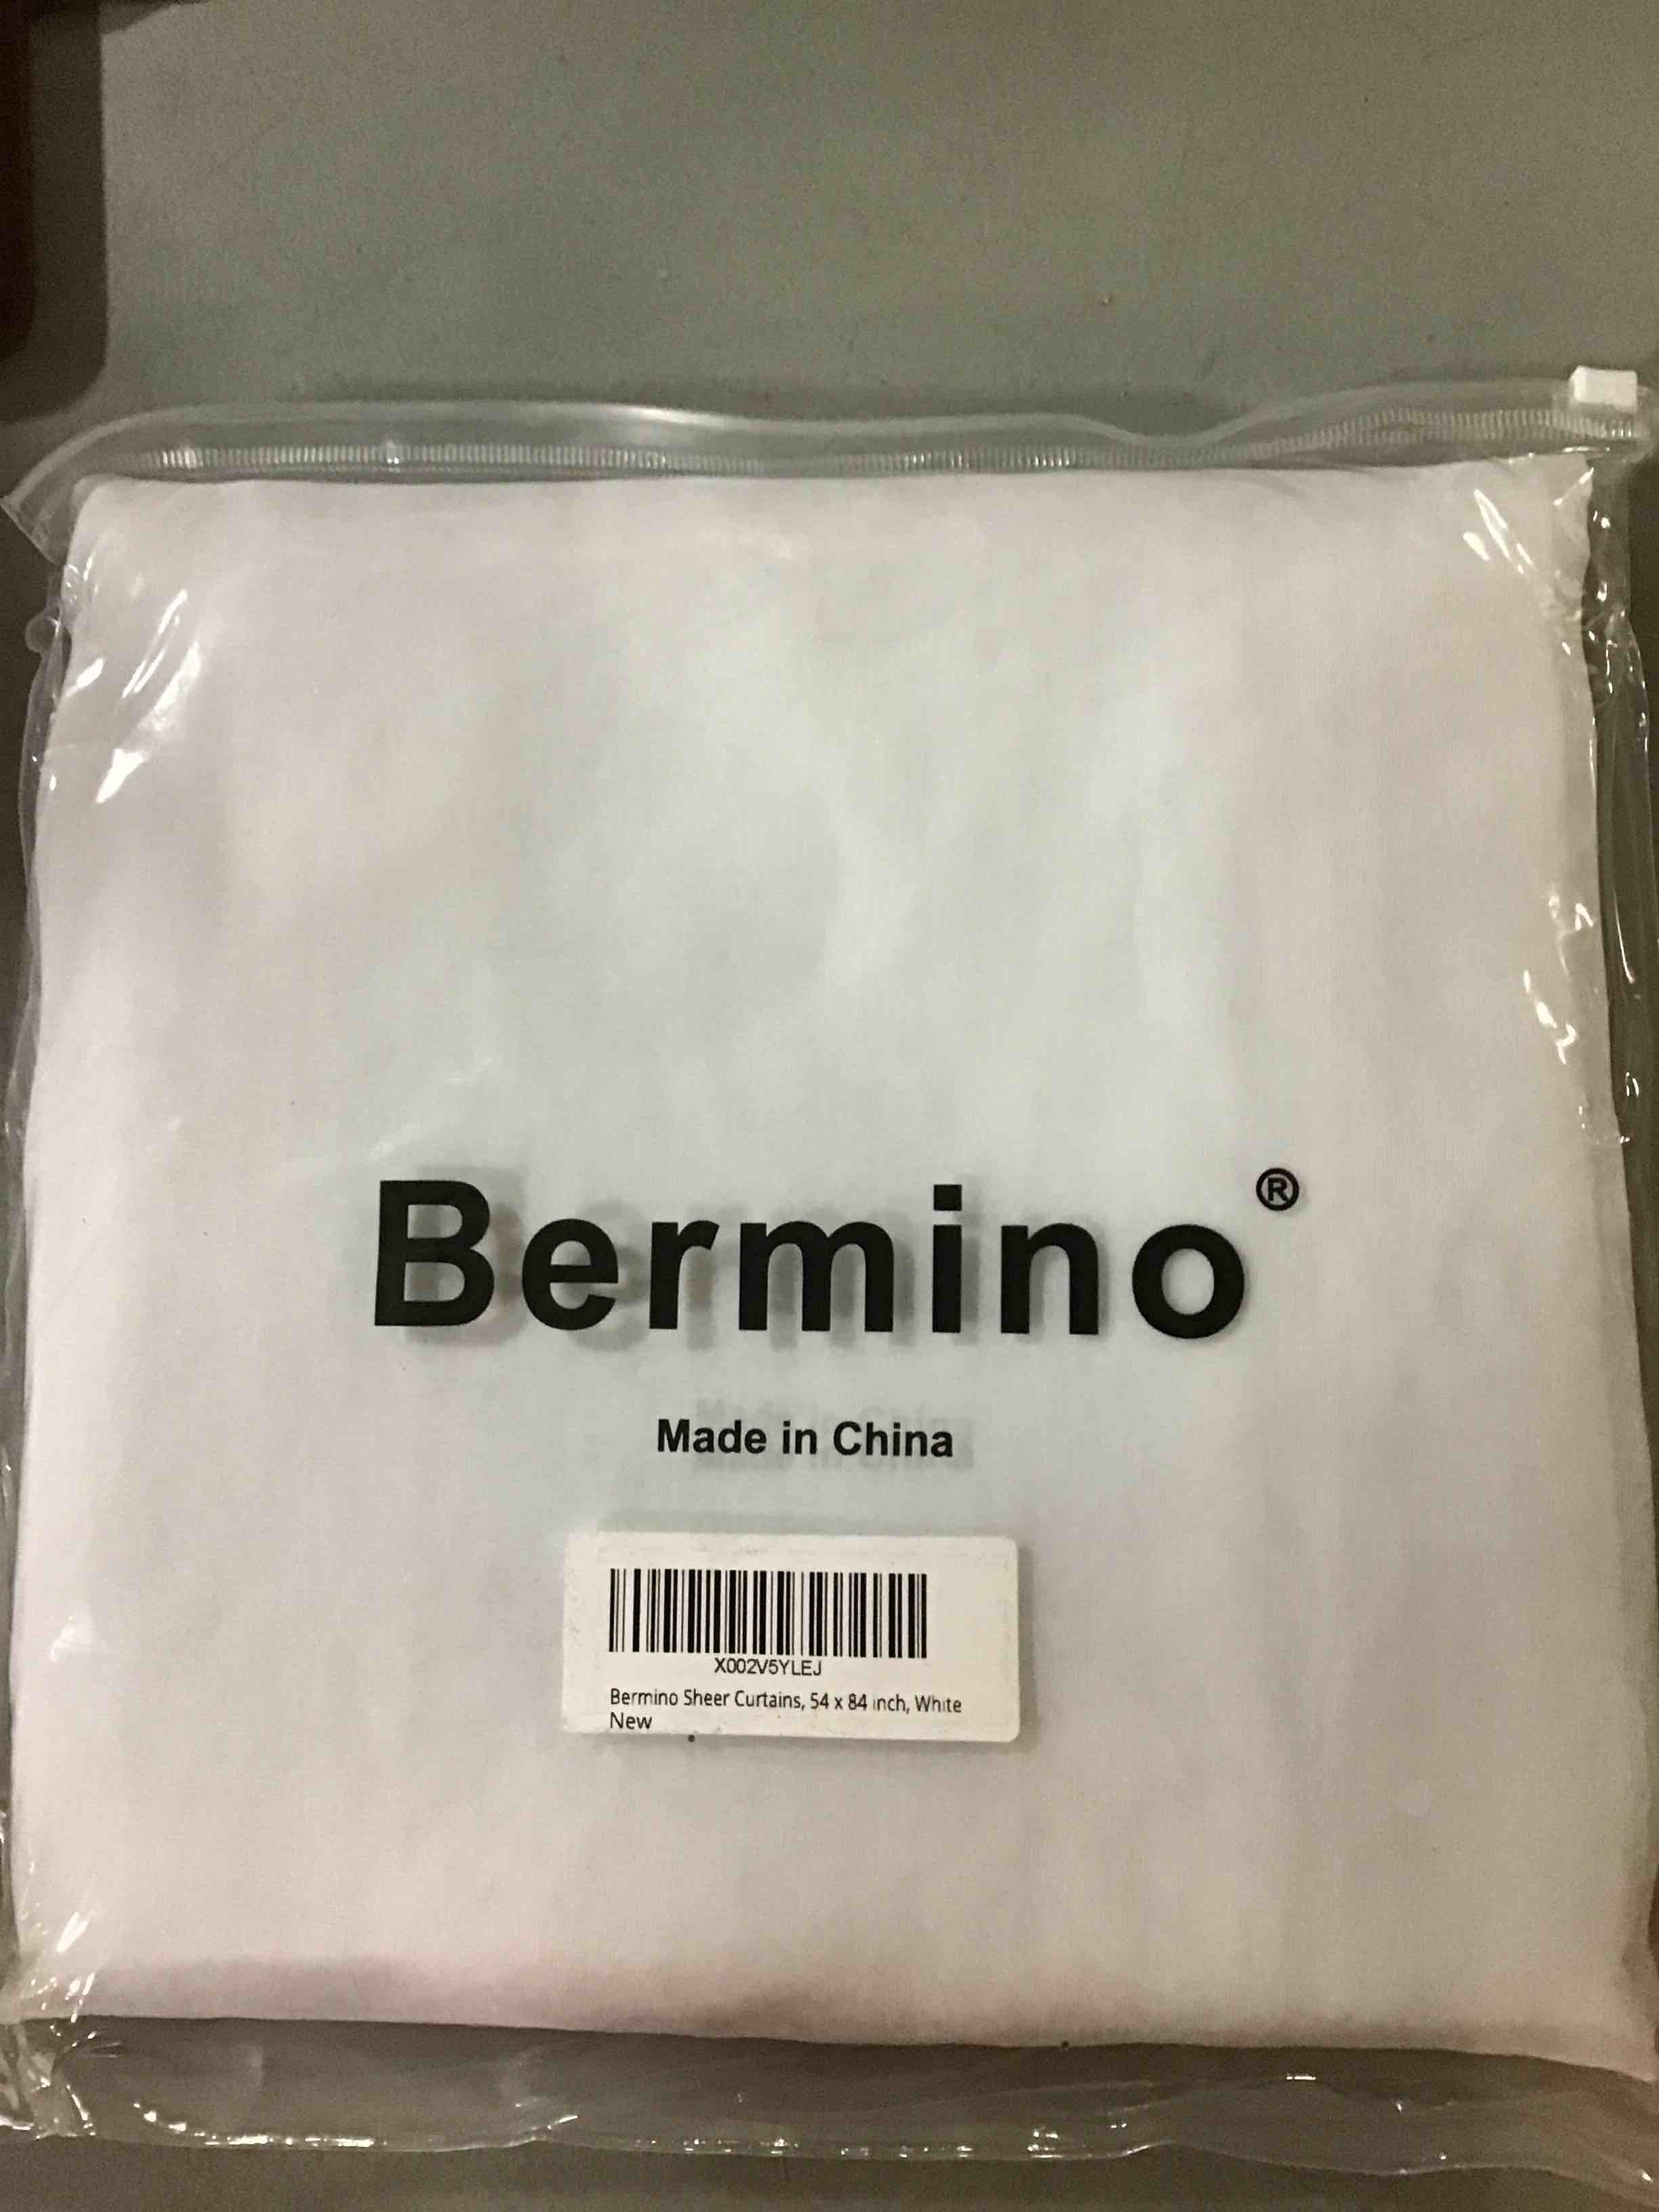 Bermino®
Made in China
X002V5YLEJ
Bermino Sheer Curtains, 54 x 84 inch, White
New